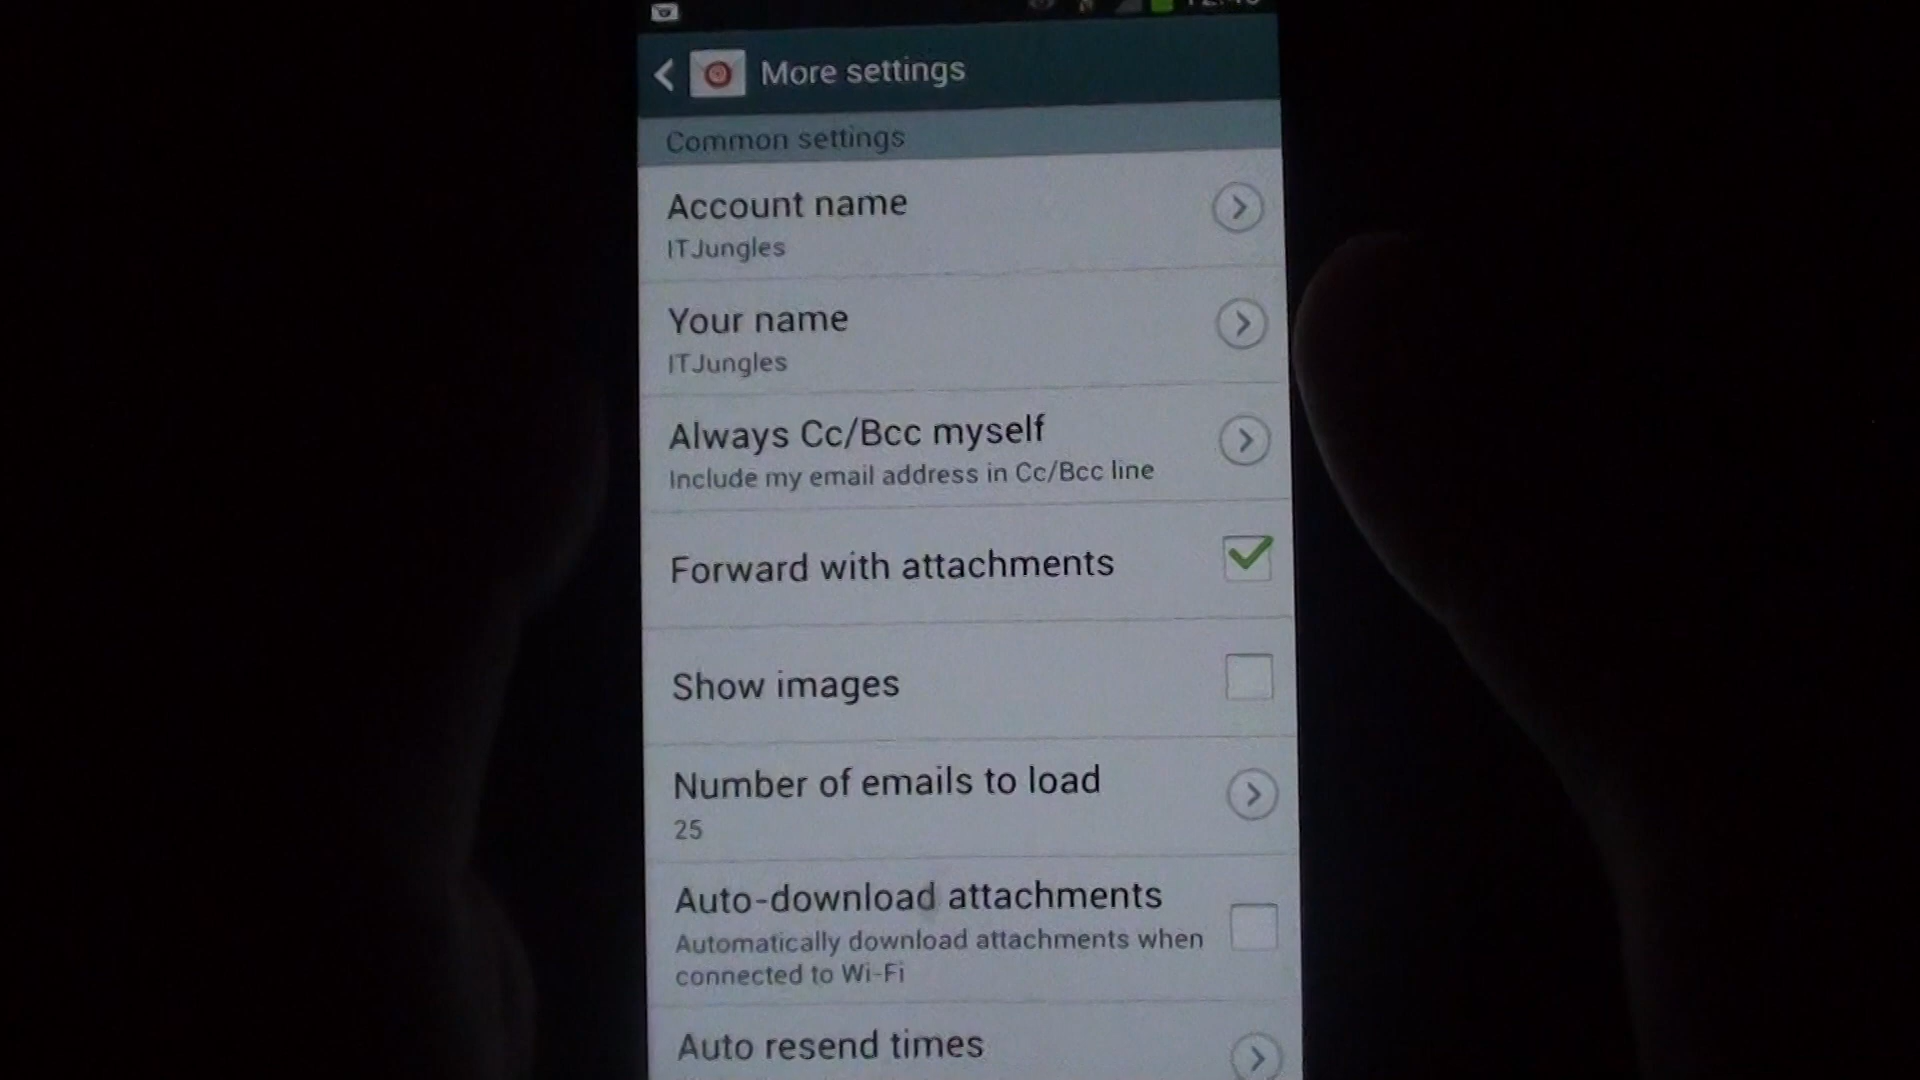 More settings
Common settings
Account name
ITJungles
Your name
ITJungles
Always Cc/Bcc myself
Include my email address in Cc/Bcc line
Forward with attachments
Show images
Number of emails to load
25
Auto-download attachments
Automatically download attachments when
connected to Wi-Fi
Auto resend times